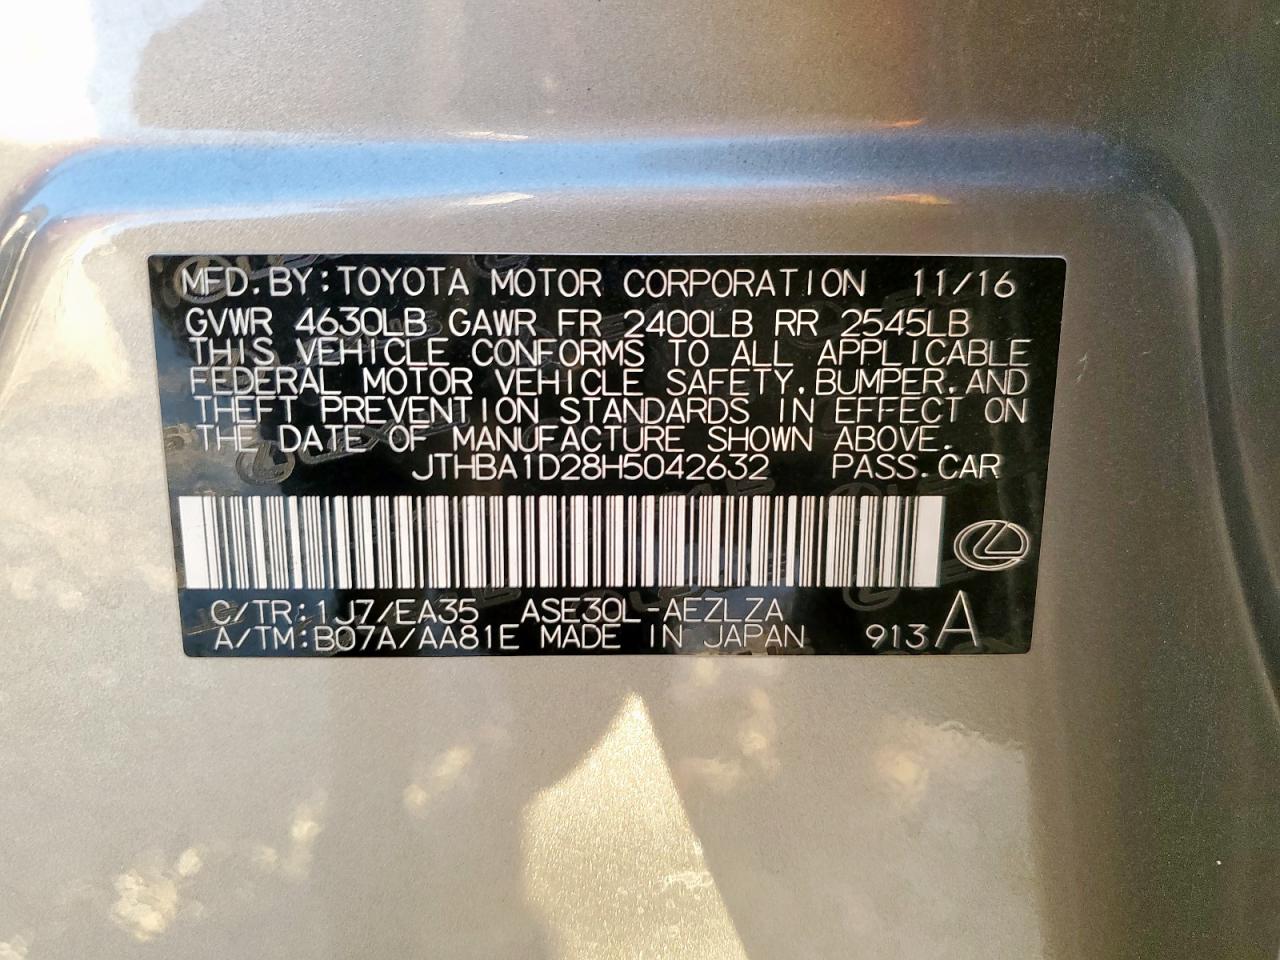 MFD.BY:TOYOTA MOTOR CORPORATION 11/16
GVWR 4630LB GAWR FR 2400LB RR 2545LB
THIS VEHICLE CONFORMS TO ALL APPLICABLE
FEDERAL MOTOR VEHICLE SAFETY,BUMPER,AND
THEFT PREVENTION STANDARDS IN EFFECT ON
THE DATE OF MANUFACTURE SHOWN ABOVE.
JTHBA1D28H5042632 PASS.CAR
C/TR:1J7/EA35 ASE30L-AEZLZA
A/TM:B07A/AA81E MADE IN JAPAN 913A